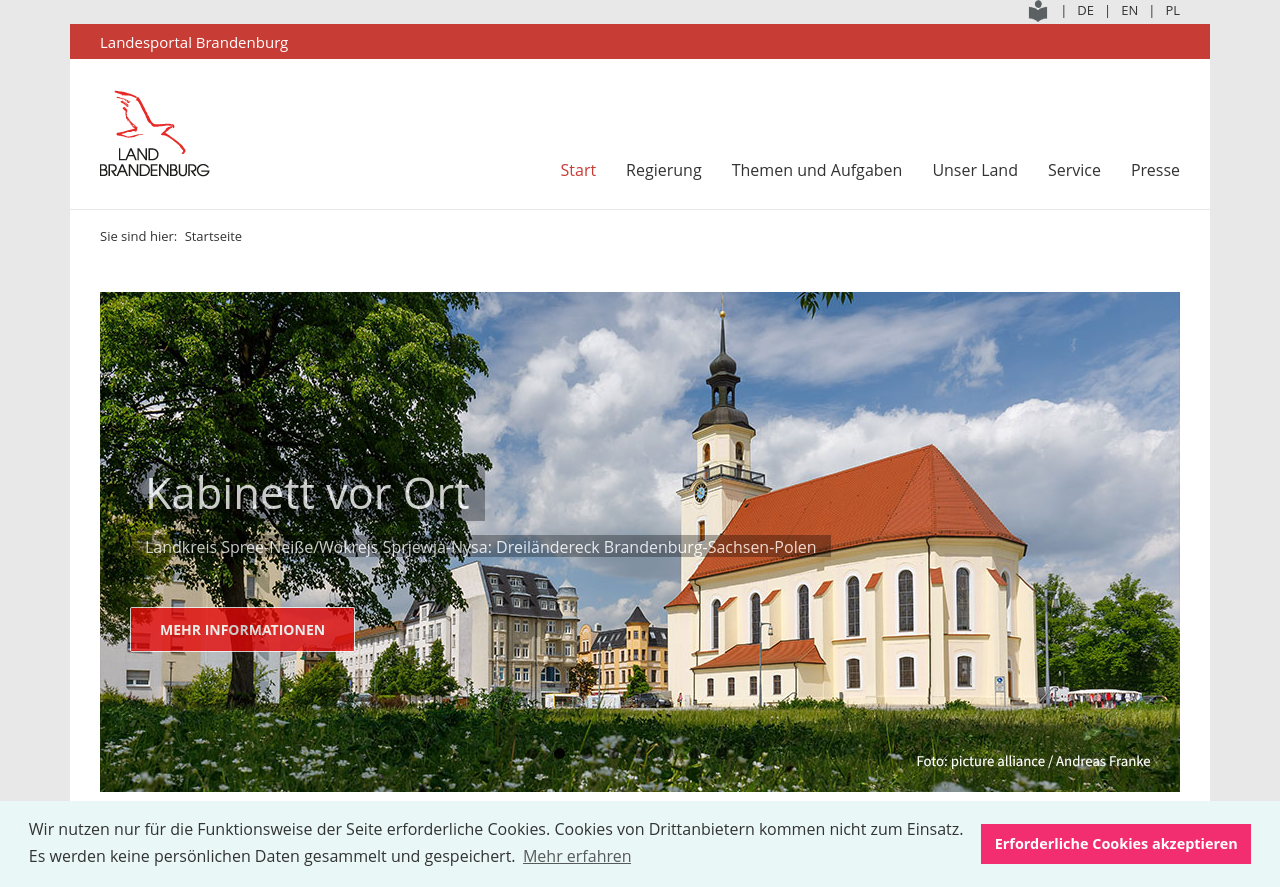 | DE | EN | PL
Landesportal Brandenburg
LAND
BRANDENBURG
Start Regierung Themen und Aufgaben Unser Land Service Presse
Sie sind hier: Startseite
Kabinett vor Ort
Landkreis Spree-Neiße/Wokrejs Sprjewja-Nysa: Dreiländereck Brandenburg-Sachsen-Polen
MEHR INFORMATIONEN
Foto: picture alliance / Andreas Franke
Wir nutzen nur für die Funktionsweise der Seite erforderliche Cookies. Cookies von Drittanbietern kommen nicht zum Einsatz.
Es werden keine persönlichen Daten gesammelt und gespeichert. Mehr erfahren
Erforderliche Cookies akzeptieren